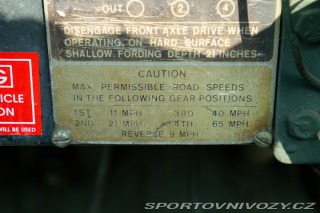 OUT 2 4
DISENGAGE FRONT AXLE DRIVE WHEN
OPERATING ON HARD SURFACE
SHALLOW FORDING DEPTH 21 INCHES
G
ICLE
ON
WILL BE USED
CAUTION
MAX PERMISSIBLE ROAD SPEEDS
IN THE FOLLOWING GEAR POSITIONS
1ST 11 MPH 3RD 40 MPH
2ND 21 MPH 4TH 65 MPH
REVERSE 9 MPH
© SPORTOVNIVOZY.CZ